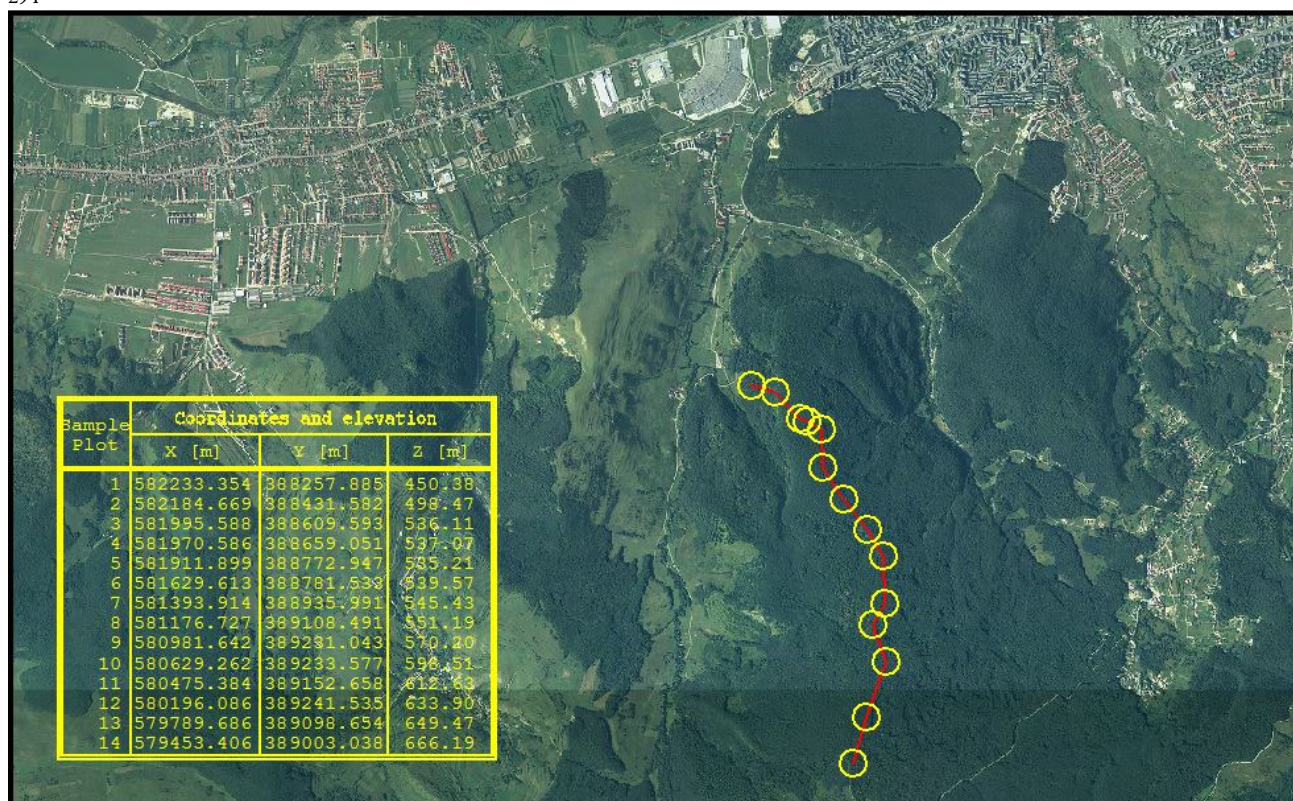 Sample Plot
Coordinates and elevation
X [m] Y [m] Z [m]
1 582233.354 388257.885 450.38
2 582184.669 388431.582 498.47
3 581995.588 388609.593 536.11
4 581970.586 388659.051 537.07
5 581911.899 388772.947 535.21
6 581629.613 539.57
7 581393.914 388935.991 545.43
8 581176.727 389108.491 551.19
9 580981.642 389231.043 570.20
10 580629.262 389233.577
11 580475.384 389152.658 612.63
12 580196.086 389241.535 633.90
13 579789.686 389098.654 649.47
14 579453.406 389003.038 666.19